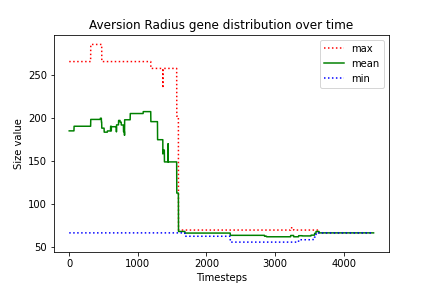 Aversion Radius gene distribution over time
max
mean
min
Size value
250
200
150
100
50
0
1000
2000
3000
4000
Timesteps